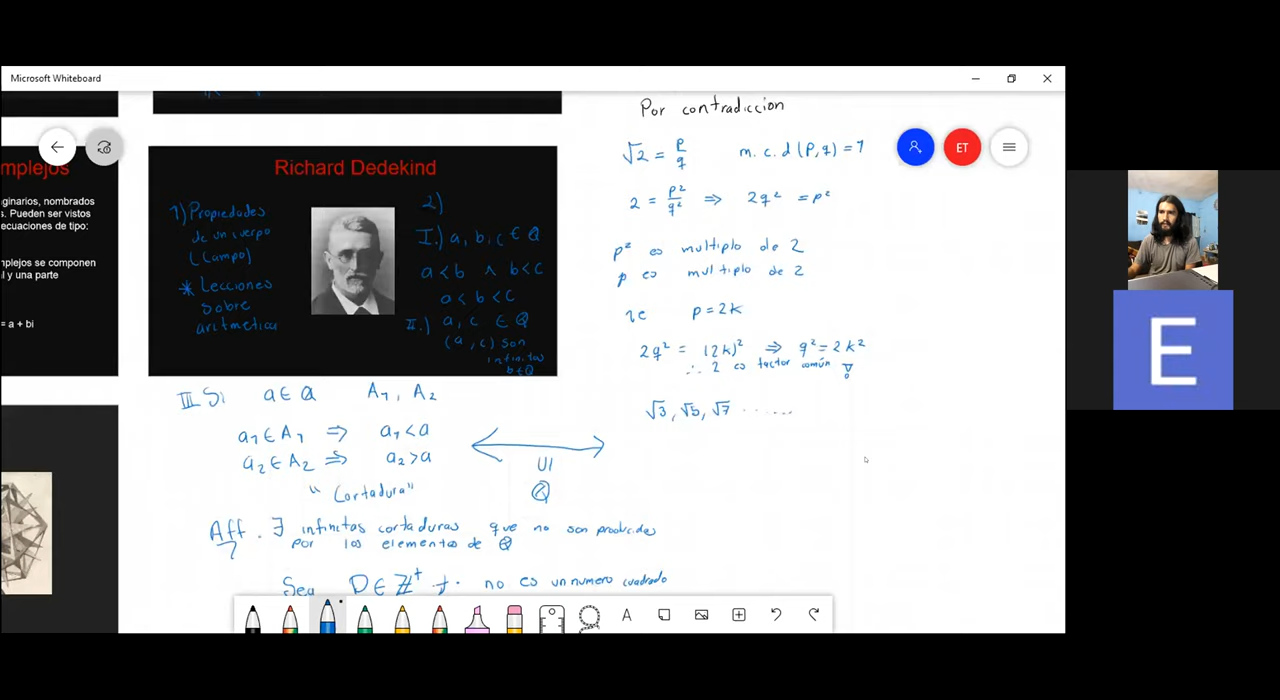 Microsoft Whiteboard
mplejos
ginarios, nombrados
s. Pueden ser vistos
ecuaciones de tipo:
mplejos se componen
al y una parte
= a + bi
Richard Dedekind
1) Propiedades
de un cuerpo
(Campo)
* Lecciones
sobre
aritmetica
2)
I.) a, b, c ∈ Q
a < b ∧ b < c
a < b < c
II.) a, c ∈ Q
(a, c) son
infinitos
b ∈ Q
III Si a ∈ Q A₁, A₂
a₁ ∈ A₁ ⇒ a₁ < a
a₂ ∈ A₂ ⇒ a₂ > a
"Cortadura"
Q
Aff. ∃ infinitas cortaduras que no son producidas
por los elementos de Q
Sea D ∈ Z⁺ no es un numero cuadrado
Por contradiccion
√2 = p/q m.c.d (p, q) = 1
2 = p²/q² ⇒ 2q² = p²
p² es multiplo de 2
p es multiplo de 2
p = 2k
2q² = (2k)² ⇒ q² = 2k²
∴ 2 es factor común
√3, √5, √7 ......
ET
E
A